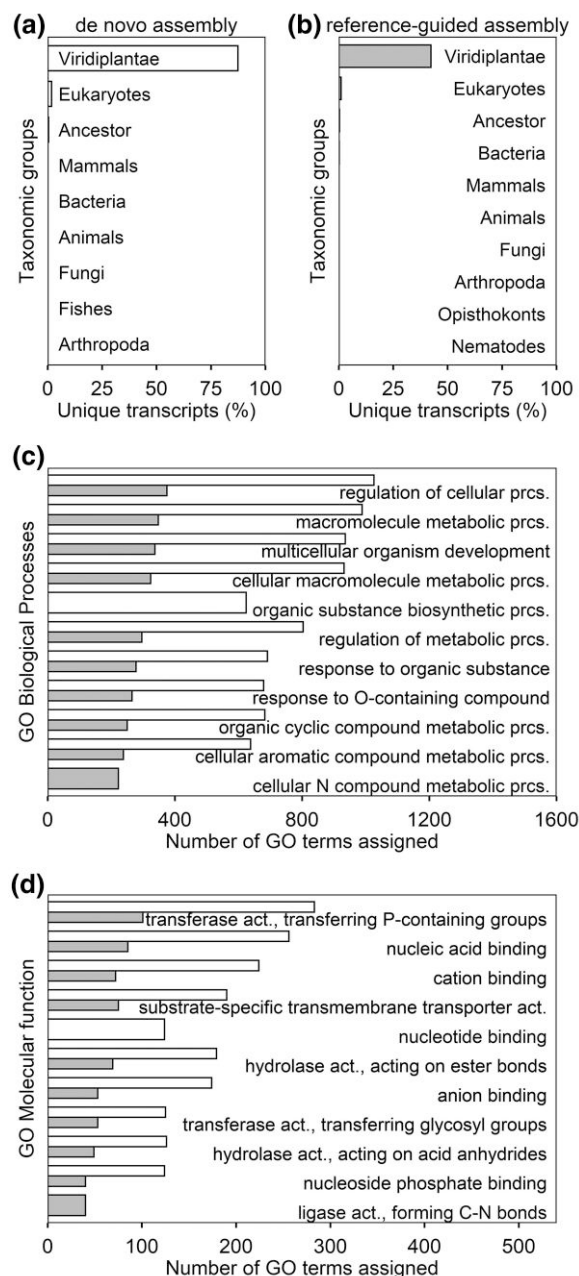 (a) de novo assembly
Taxonomic groups
Viridiplantae
Eukaryotes
Ancestor
Mammals
Bacteria
Animals
Fungi
Fishes
Arthropoda
0 25 50 75 100
Unique transcripts (%)
(b) reference-guided assembly
Taxonomic groups
Viridiplantae
Eukaryotes
Ancestor
Bacteria
Mammals
Animals
Fungi
Arthropoda
Opisthokonts
Nematodes
0 25 50 75 100
Unique transcripts (%)
(c)
GO Biological Processes
regulation of cellular prcs.
macromolecule metabolic prcs.
multicellular organism development
cellular macromolecule metabolic prcs.
organic substance biosynthetic prcs.
regulation of metabolic prcs.
response to organic substance
response to O-containing compound
organic cyclic compound metabolic prcs.
cellular aromatic compound metabolic prcs.
cellular N compound metabolic prcs.
0 400 800 1200 1600
Number of GO terms assigned
(d)
GO Molecular function
transferase act., transferring P-containing groups
nucleic acid binding
cation binding
substrate-specific transmembrane transporter act.
nucleotide binding
hydrolase act., acting on ester bonds
anion binding
transferase act., transferring glycosyl groups
hydrolase act., acting on acid anhydrides
nucleoside phosphate binding
ligase act., forming C-N bonds
0 100 200 300 400 500
Number of GO terms assigned